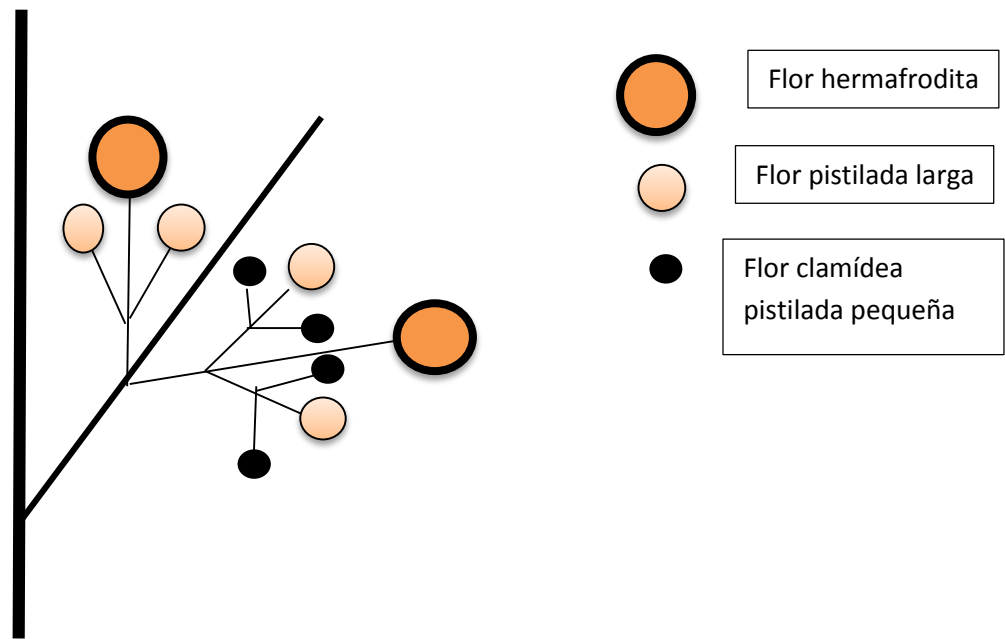 Flor hermafrodita
Flor pistilada larga
Flor clamídea
pistilada pequeña